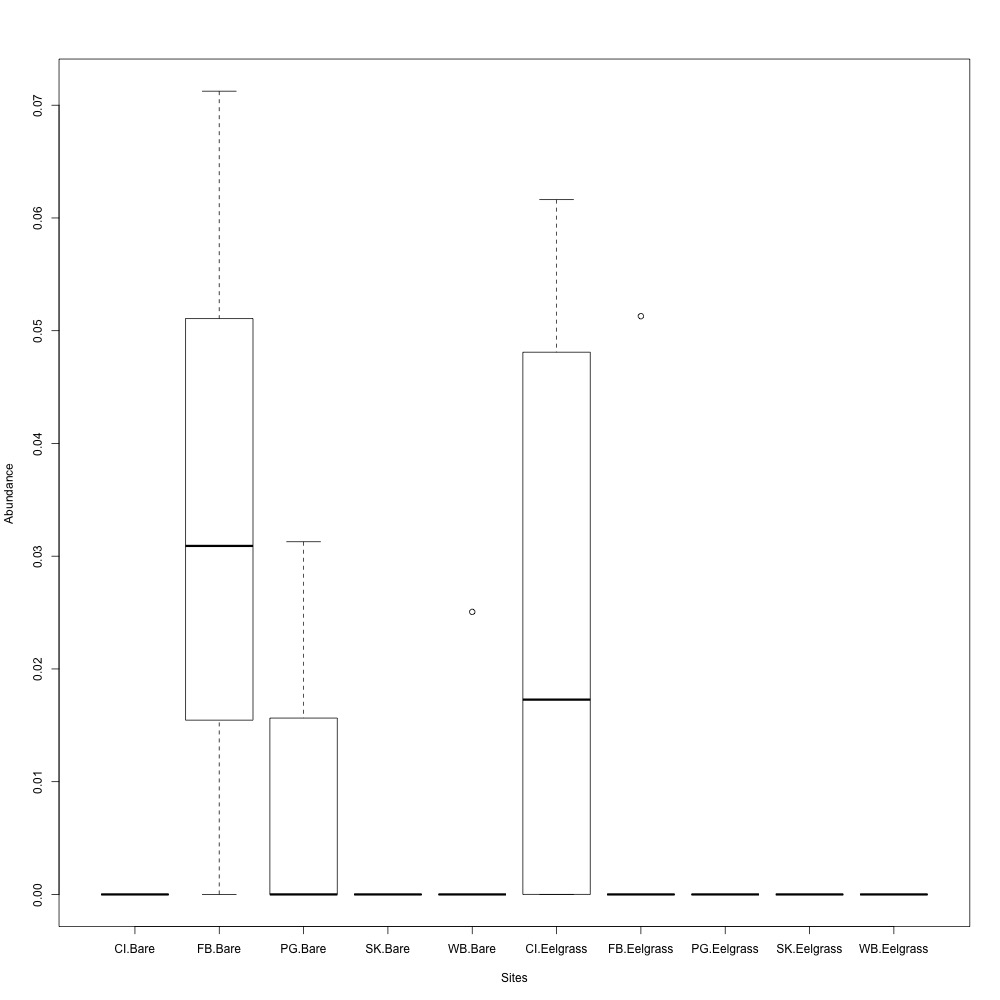 Abundance
0.07
0.06
0.05
0.04
0.03
0.02
0.01
0.00
CI.Bare FB.Bare PG.Bare SK.Bare WB.Bare CI.Eelgrass FB.Eelgrass PG.Eelgrass SK.Eelgrass WB.Eelgrass
Sites